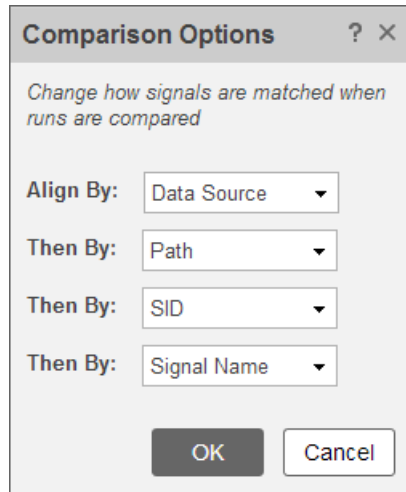 Comparison Options ? ×
Change how signals are matched when
runs are compared
Align By: Data Source
Then By: Path
Then By: SID
Then By: Signal Name
OK Cancel